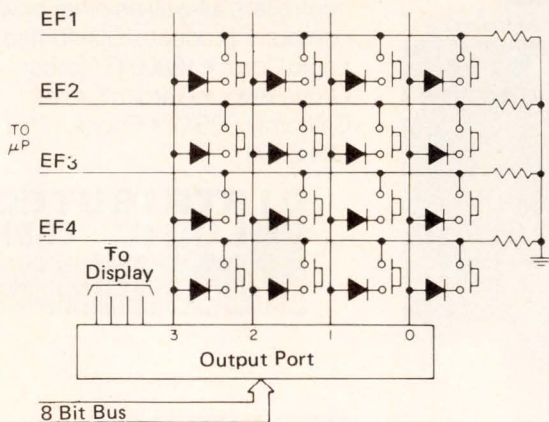 EF1
EF2
TO
μP
EF3
EF4
To
Display
3 2 1 0
Output Port
8 Bit Bus